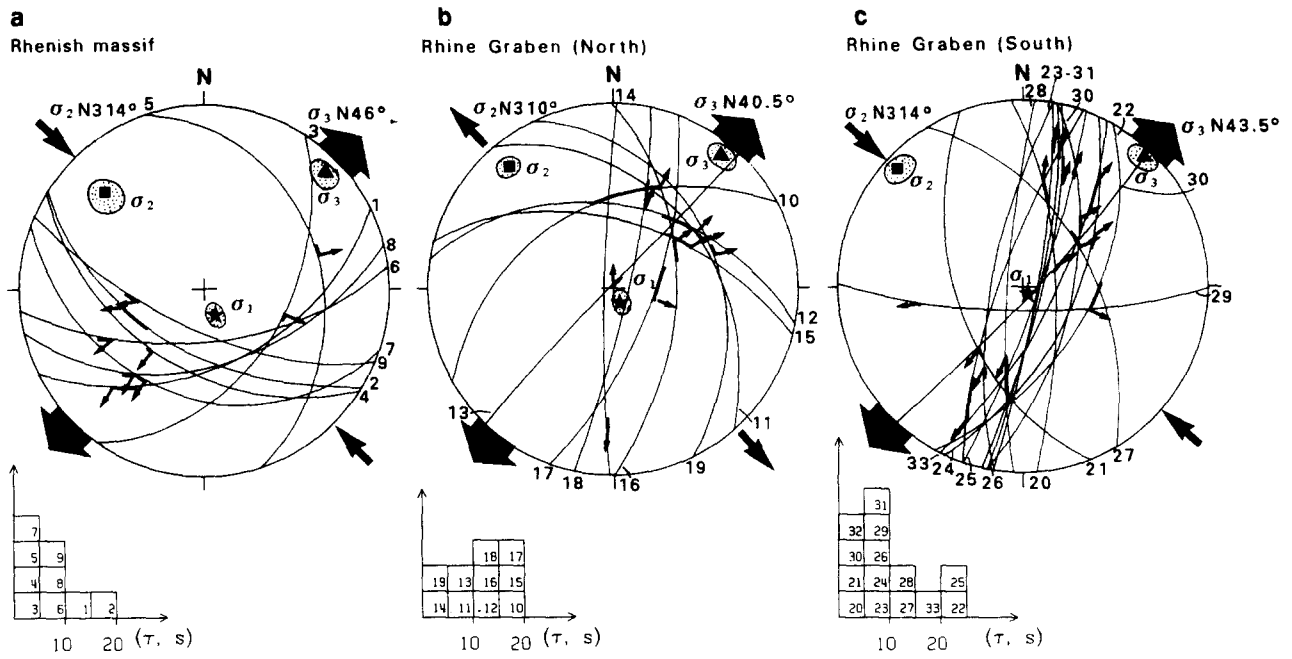 a
Rhenish massif
N
σ2 N314°
5
σ3 N46°
3
σ2
σ3
1
8
6
σ1
7
9
2
4
7
5 9
4 8
3 6 1 2
10 20 (τ, s)
b
Rhine Graben (North)
N
14
σ2 N310°
σ3 N40.5°
σ2
σ3
10
σ1
12
15
13
11
19
17
18
16
18 17
19 13 16 15
14 11 12 10
10 20 (τ, s)
c
Rhine Graben (South)
N
23-31
28
30
22
σ2 N314°
σ3 N43.5°
σ2
σ3
30
σ1
29
33
24
25
26
20
21
27
31
32 29
30 26
21 24 28 25
20 23 27 33 22
10 20 (τ, s)